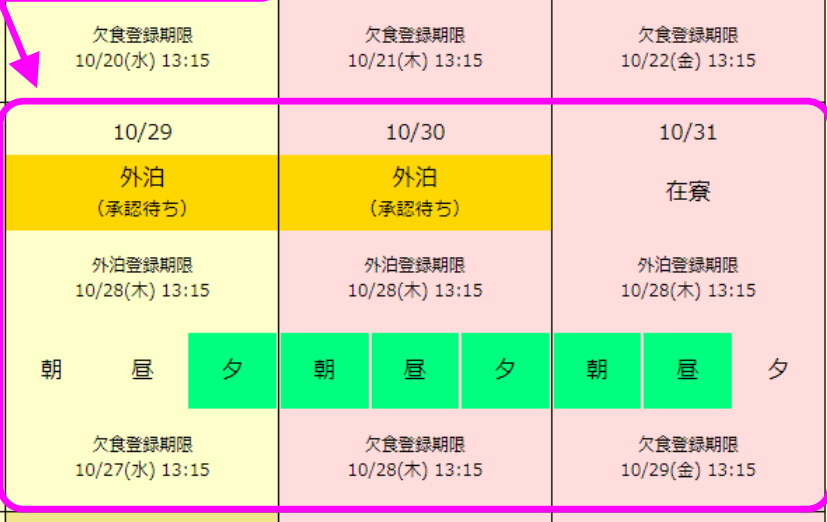 欠食登録期限 欠食登録期限 欠食登録期限
10/20(水) 13:15 10/21(木) 13:15 10/22(金) 13:15
10/29 10/30 10/31
外泊 外泊 在寮
(承認待ち) (承認待ち)
外泊登録期限 外泊登録期限 外泊登録期限
10/28(木) 13:15 10/28(木) 13:15 10/28(木) 13:15
朝 昼 夕 朝 昼 夕 朝 昼 夕
欠食登録期限 欠食登録期限 欠食登録期限
10/27(水) 13:15 10/28(木) 13:15 10/29(金) 13:15